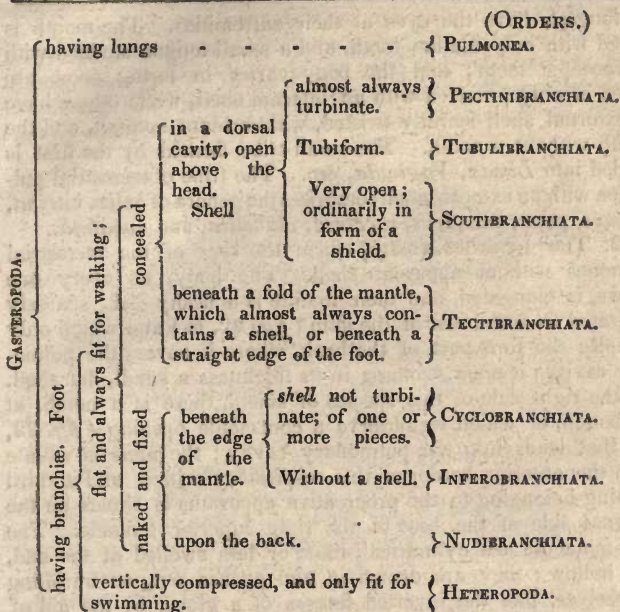 (ORDERS.)
GASTEROPODA.
having lungs - - - - - PULMONEA.
having branchiæ. Foot
flat and always fit for walking;
concealed
in a dorsal
cavity, open
above the
head.
Shell
almost always
turbinate.
PECTINIBRANCHIATA.
Tubiform.
TUBULIBRANCHIATA.
Very open;
ordinarily in
form of a
shield.
SCUTIBRANCHIATA.
beneath a fold of the mantle,
which almost always con-
tains a shell, or beneath a
straight edge of the foot.
TECTIBRANCHIATA.
naked and fixed
beneath
the edge
of the
mantle.
shell not turbi-
nate; of one or
more pieces.
CYCLOBRANCHIATA.
Without a shell.
INFEROBRANCHIATA.
upon the back.
NUDIBRANCHIATA.
vertically compressed, and only fit for
swimming.
HETEROPODA.